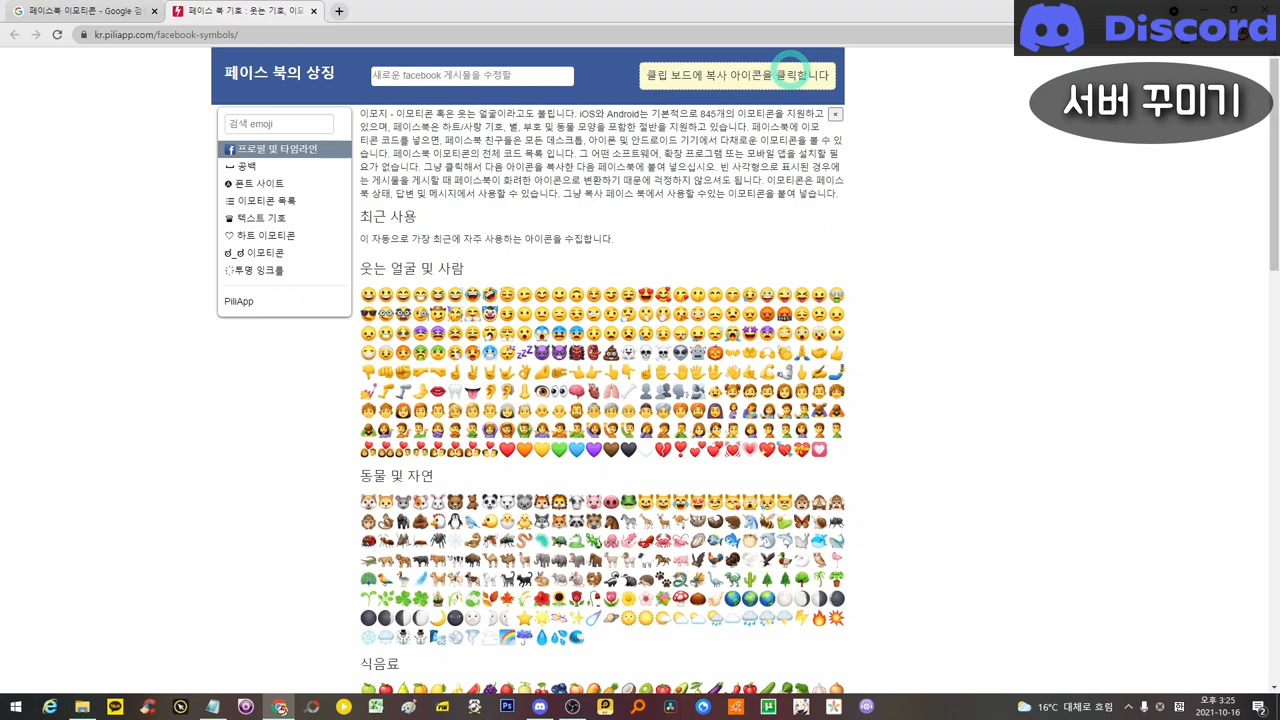 페이스북 이모티콘 - Google 검색
페이스 북 기호 : 웃는 기호, 이모
kr.piliapp.com/facebook-symbols/
Discord
서버 꾸미기
페이스 북의 상징
새로운 facebook 게시물을 수정할
클립 보드에 복사 아이콘을 클릭합니다
검색 emoji
프로필 및 타임라인
공백
폰트 사이트
이모티콘 목록
텍스트 기호
하트 이모티콘
ಠ_ಠ 이모티콘
투명 잉크를
PiliApp
이모지 - 이모티콘 혹은 웃는 얼굴이라고도 불립니다. iOS와 Android는 기본적으로 845개의 이모티콘을 지원하고
있으며, 페이스북은 하트/사랑 기호, 별, 부호 및 동물 모양을 포함한 절반을 지원하고 있습니다. 페이스북에 이모
티콘 코드를 넣으면, 페이스북 친구들은 모든 데스크톱, 아이폰 및 안드로이드 기기에서 다채로운 이모티콘을 볼 수 있
습니다. 페이스북 이모티콘의 전체 코드 목록 입니다. 그 어떤 소프트웨어, 확장 프로그램 또는 모바일 앱을 설치할 필
요가 없습니다. 그냥 클릭해서 다음 아이콘을 복사한 다음 페이스북에 붙여 넣으십시오. 빈 사각형으로 표시된 경우에
는 게시물을 게시할 때 페이스북이 화려한 아이콘으로 변환하기 때문에 걱정하지 않으셔도 됩니다. 이모티콘은 페이스
북 상태, 답변 및 메시지에서 사용할 수 있습니다. 그냥 복사 페이스 북에서 사용할 수있는 이모티콘을 붙여 넣습니다.
최근 사용
이 자동으로 가장 최근에 자주 사용하는 아이콘을 수집합니다.
웃는 얼굴 및 사람
동물 및 자연
식음료
16°C 대체로 흐림
오후 3:25
2021-10-16